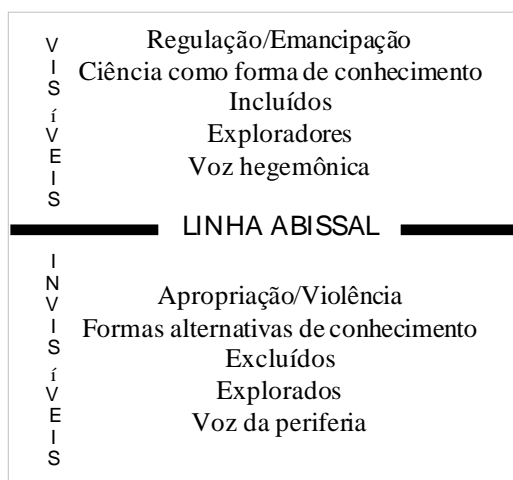 VISíVEIS
Regulação/Emancipação
Ciência como forma de conhecimento
Incluídos
Exploradores
Voz hegemônica
LINHA ABISSAL
INVISíVEIS
Apropriação/Violência
Formas alternativas de conhecimento
Excluídos
Explorados
Voz da periferia